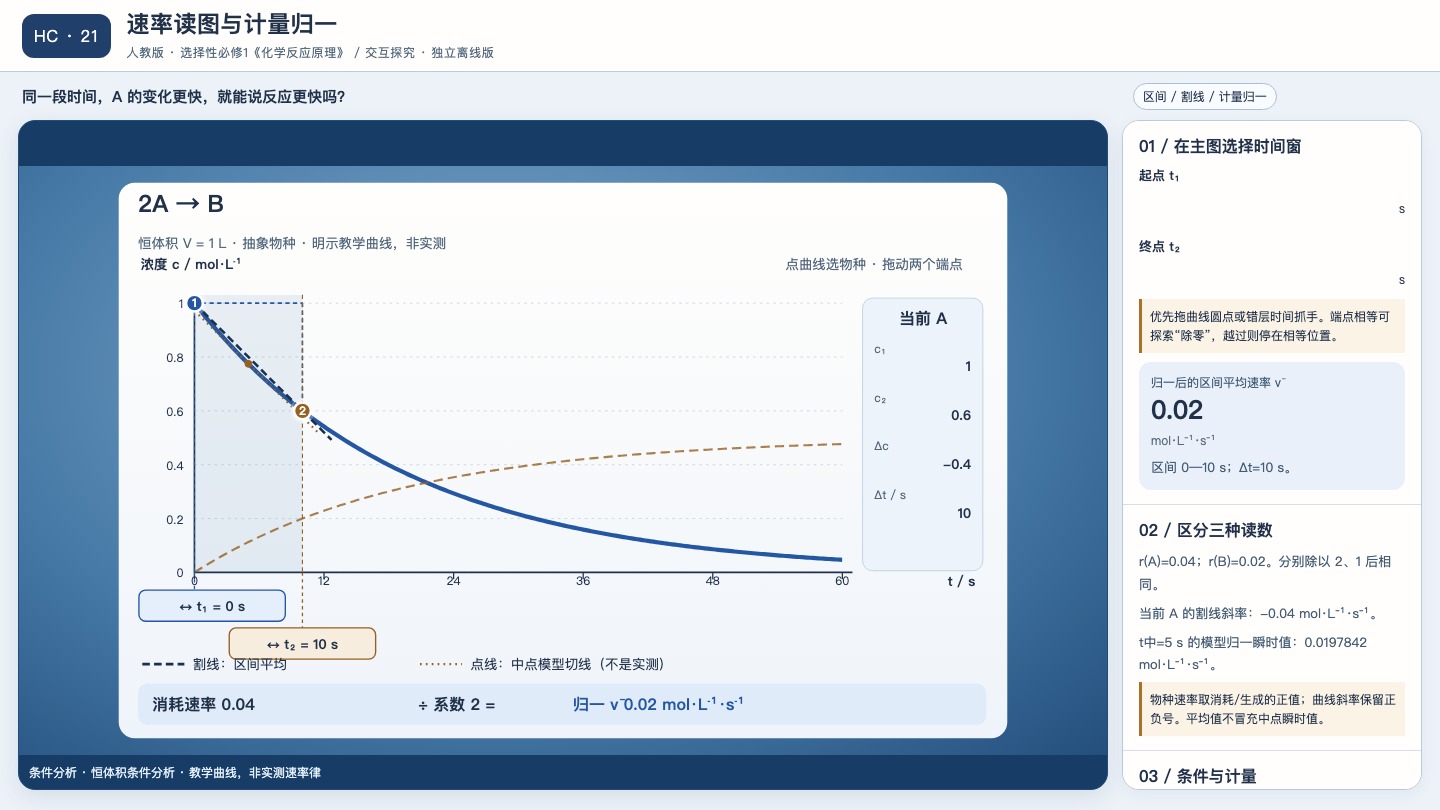 HC · 21
速率读图与计量归一
人教版 · 选择性必修1《化学反应原理》 / 交互探究 · 独立离线版
同一段时间，A 的变化更快，就能说反应更快吗？
区间 / 割线 / 计量归一
2A → B
恒体积 V = 1 L · 抽象物种 · 明示教学曲线，非实测
浓度 c / mol·L⁻¹
点曲线选物种 · 拖动两个端点
1
0.8
0.6
0.4
0.2
0
1
2
0
12
24
36
48
60
t / s
当前 A
c₁
1
c₂
0.6
Δc
−0.4
Δt / s
10
↔ t₁ = 0 s
↔ t₂ = 10 s
割线：区间平均
点线：中点模型切线（不是实测）
消耗速率 0.04
÷ 系数 2 =
归一 v̄ 0.02 mol·L⁻¹·s⁻¹
条件分析 · 恒体积条件分析 · 教学曲线，非实测速率律
01 / 在主图选择时间窗
起点 t₁
s
终点 t₂
s
优先拖曲线圆点或错层时间抓手。端点相等可
探索“除零”，越过则停在相等位置。
归一后的区间平均速率 v̄
0.02
mol·L⁻¹·s⁻¹
区间 0—10 s；Δt=10 s。
02 / 区分三种读数
r(A)=0.04；r(B)=0.02。分别除以 2、1 后相
同。
当前 A 的割线斜率：−0.04 mol·L⁻¹·s⁻¹。
t中=5 s 的模型归一瞬时值：0.0197842
mol·L⁻¹·s⁻¹。
物种速率取消耗/生成的正值；曲线斜率保留正
负号。平均值不冒充中点瞬时值。
03 / 条件与计量